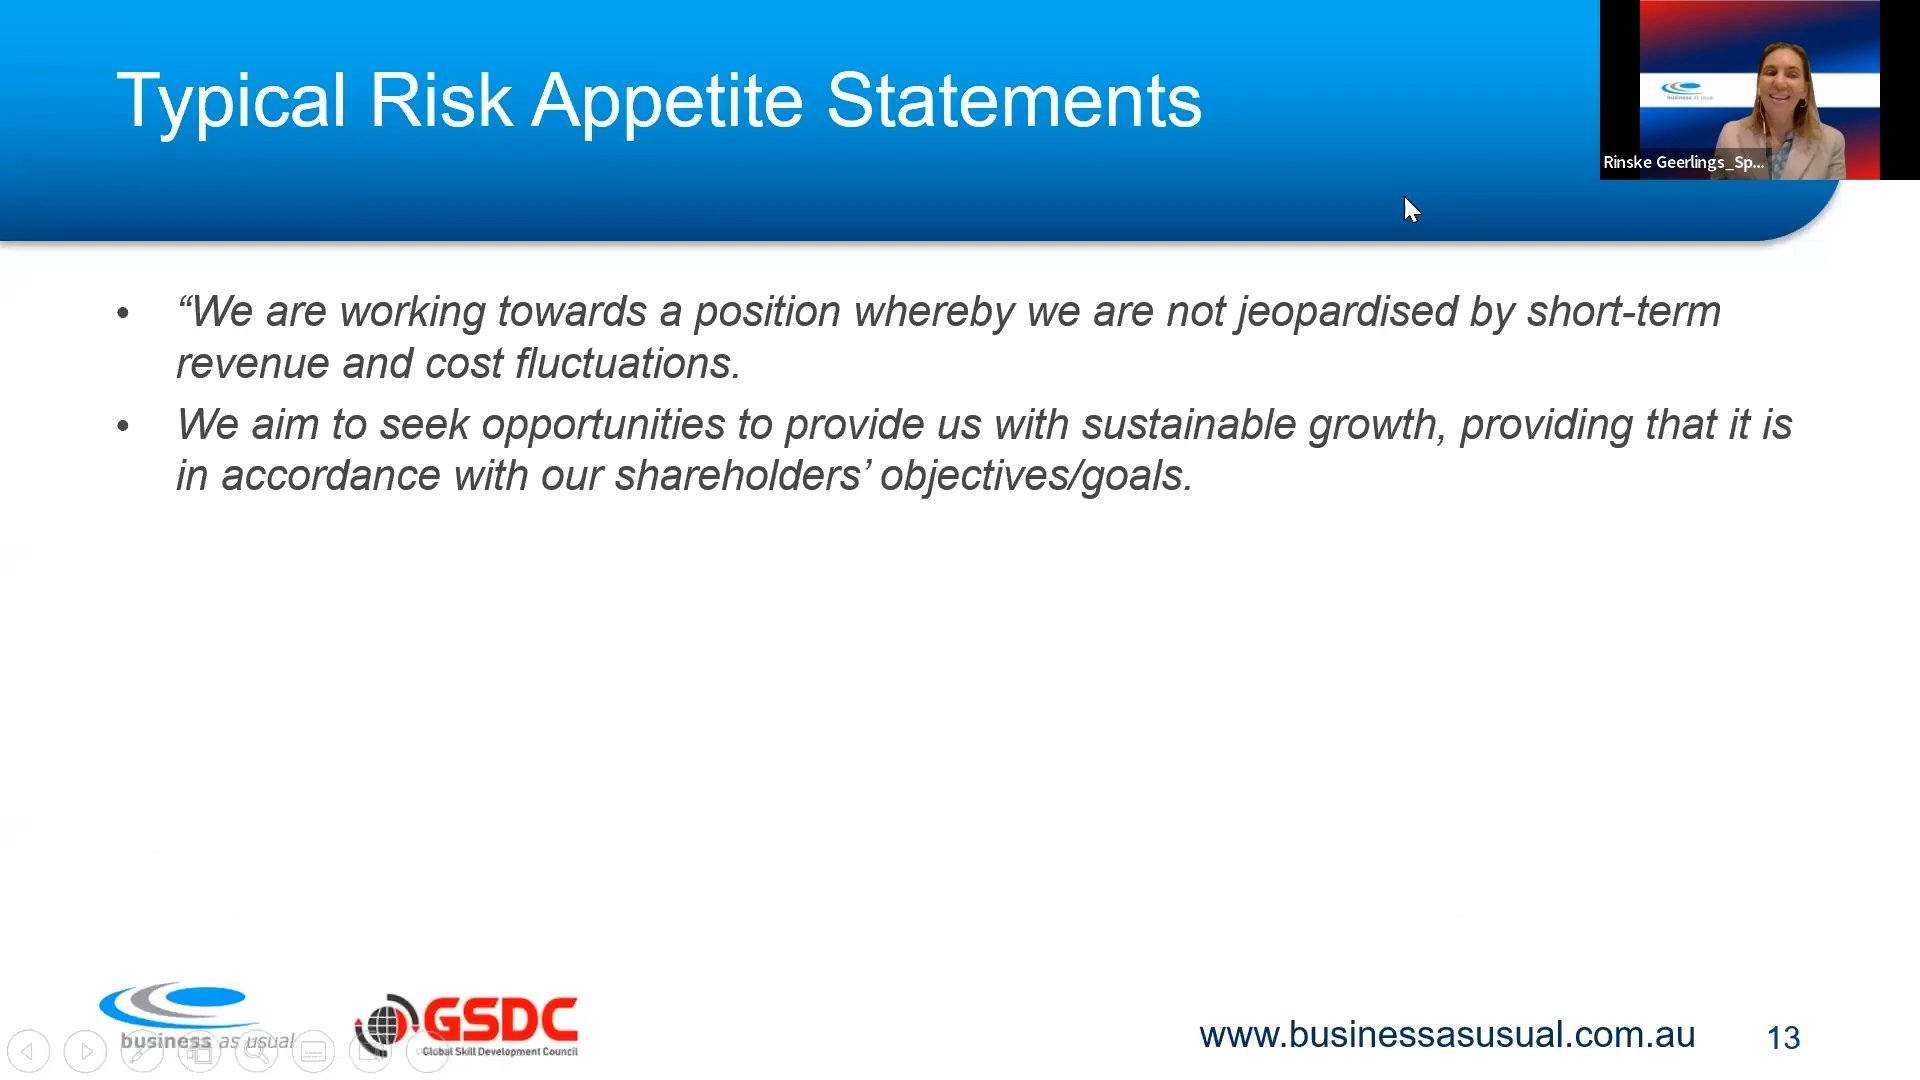 Typical Risk Appetite Statements
business as usual
Rinske Geerlings_Sp...
• “We are working towards a position whereby we are not jeopardised by short-term
revenue and cost fluctuations.
• We aim to seek opportunities to provide us with sustainable growth, providing that it is
in accordance with our shareholders’ objectives/goals.
business as usual
GSDC
Global Skill Development Council
www.businessasusual.com.au
13